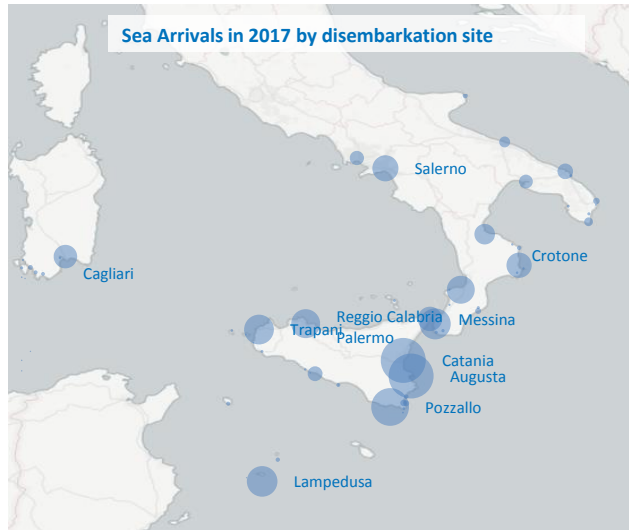 Sea Arrivals in 2017 by disembarkation site
Salerno
Crotone
Cagliari
Reggio Calabria
Messina
Trapani
Palermo
Catania
Augusta
Pozzallo
Lampedusa